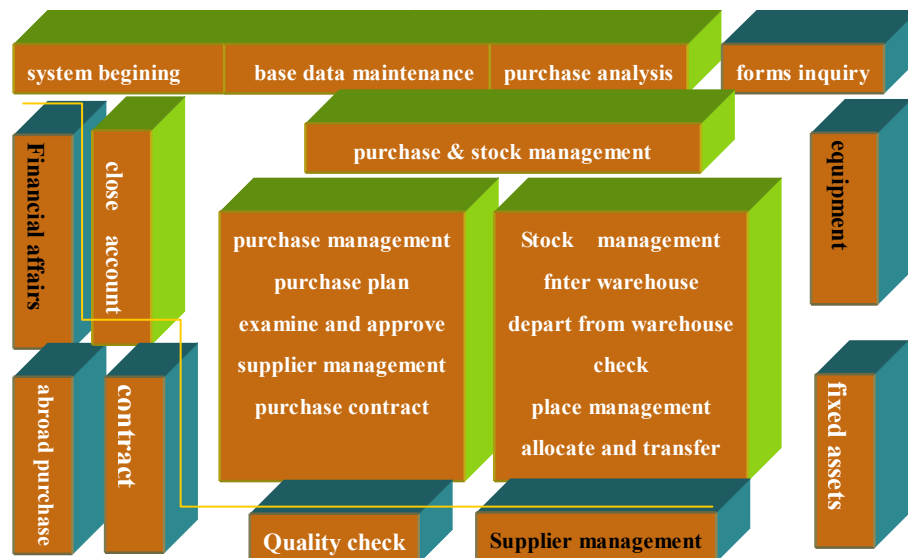 system begining
base data maintenance
purchase analysis
forms inquiry
Financial affairs
close account
purchase & stock management
equipment
purchase management
purchase plan
examine and approve
supplier management
purchase contract
Stock management
fnter warehouse
depart from warehouse
check
place management
allocate and transfer
abroad purchase
contract
fixed assets
Quality check
Supplier management